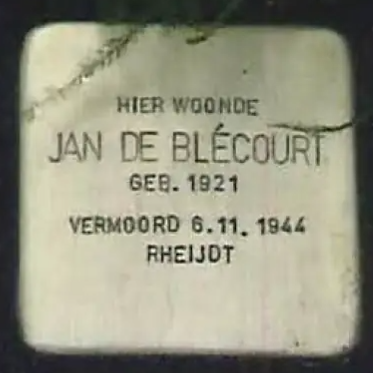 HIER WOONDE
JAN DE BLÉCOURT
GEB. 1921
VERMOORD 6.11.1944
RHEIJDT